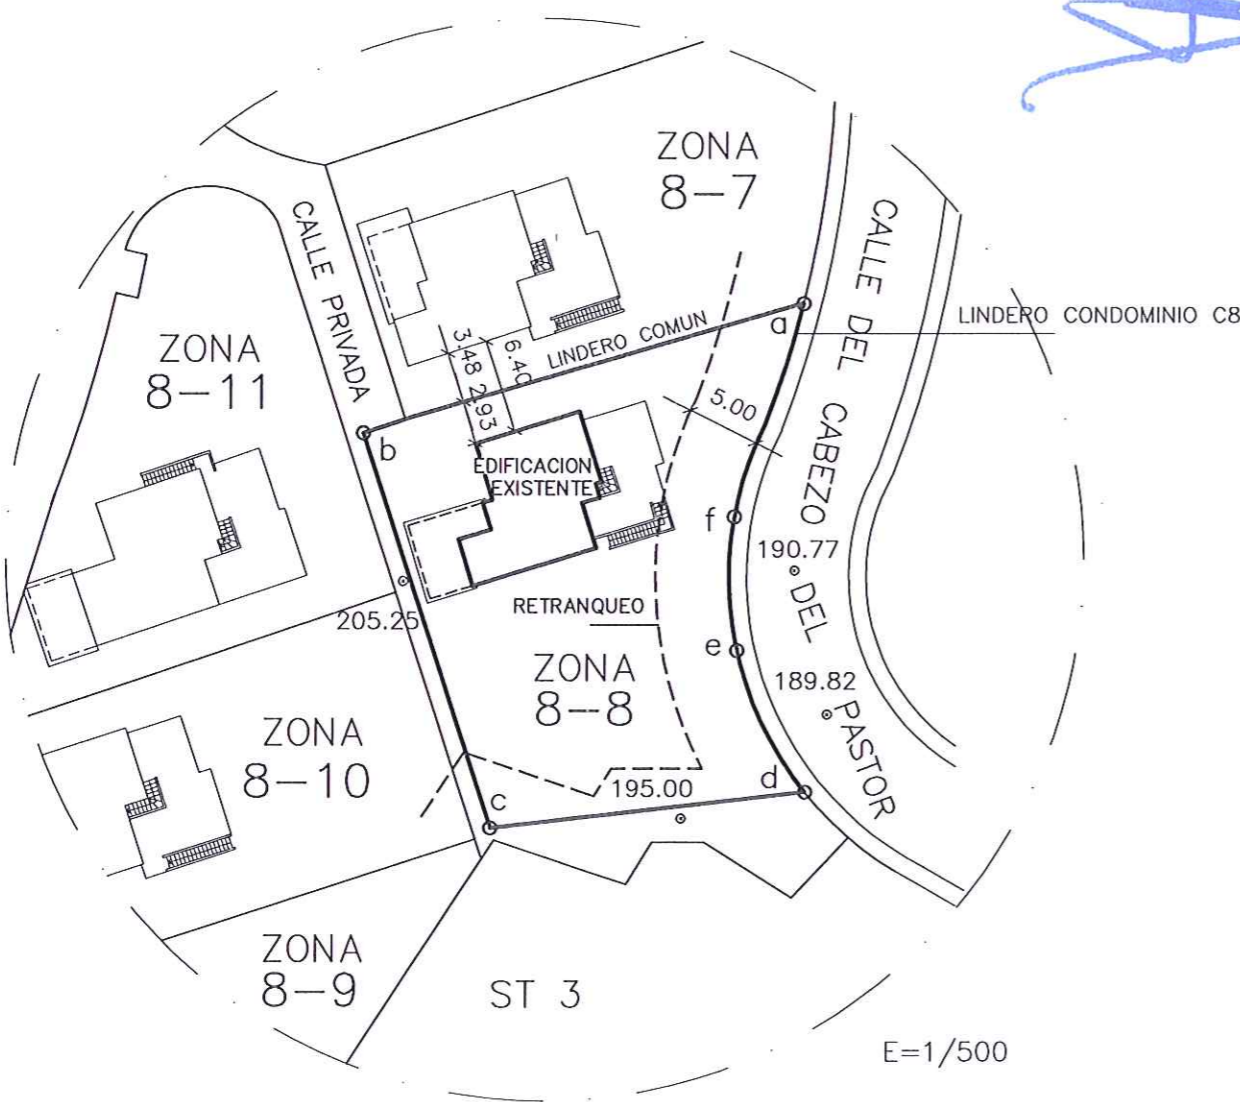 ZONA
8-7
CALLE PRIVADA
CALLE DEL CABEZO DEL PASTOR
LINDERO CONDOMINIO C8
a
LINDERO COMUN
3.48
6.40
2.93
5.00
ZONA
8-11
b
EDIFICACION
EXISTENTE
f
190.77
205.25
RETRANQUEO
e
ZONA
8-8
189.82
ZONA
8-10
195.00
d
c
ZONA
8-9
ST 3
E=1/500